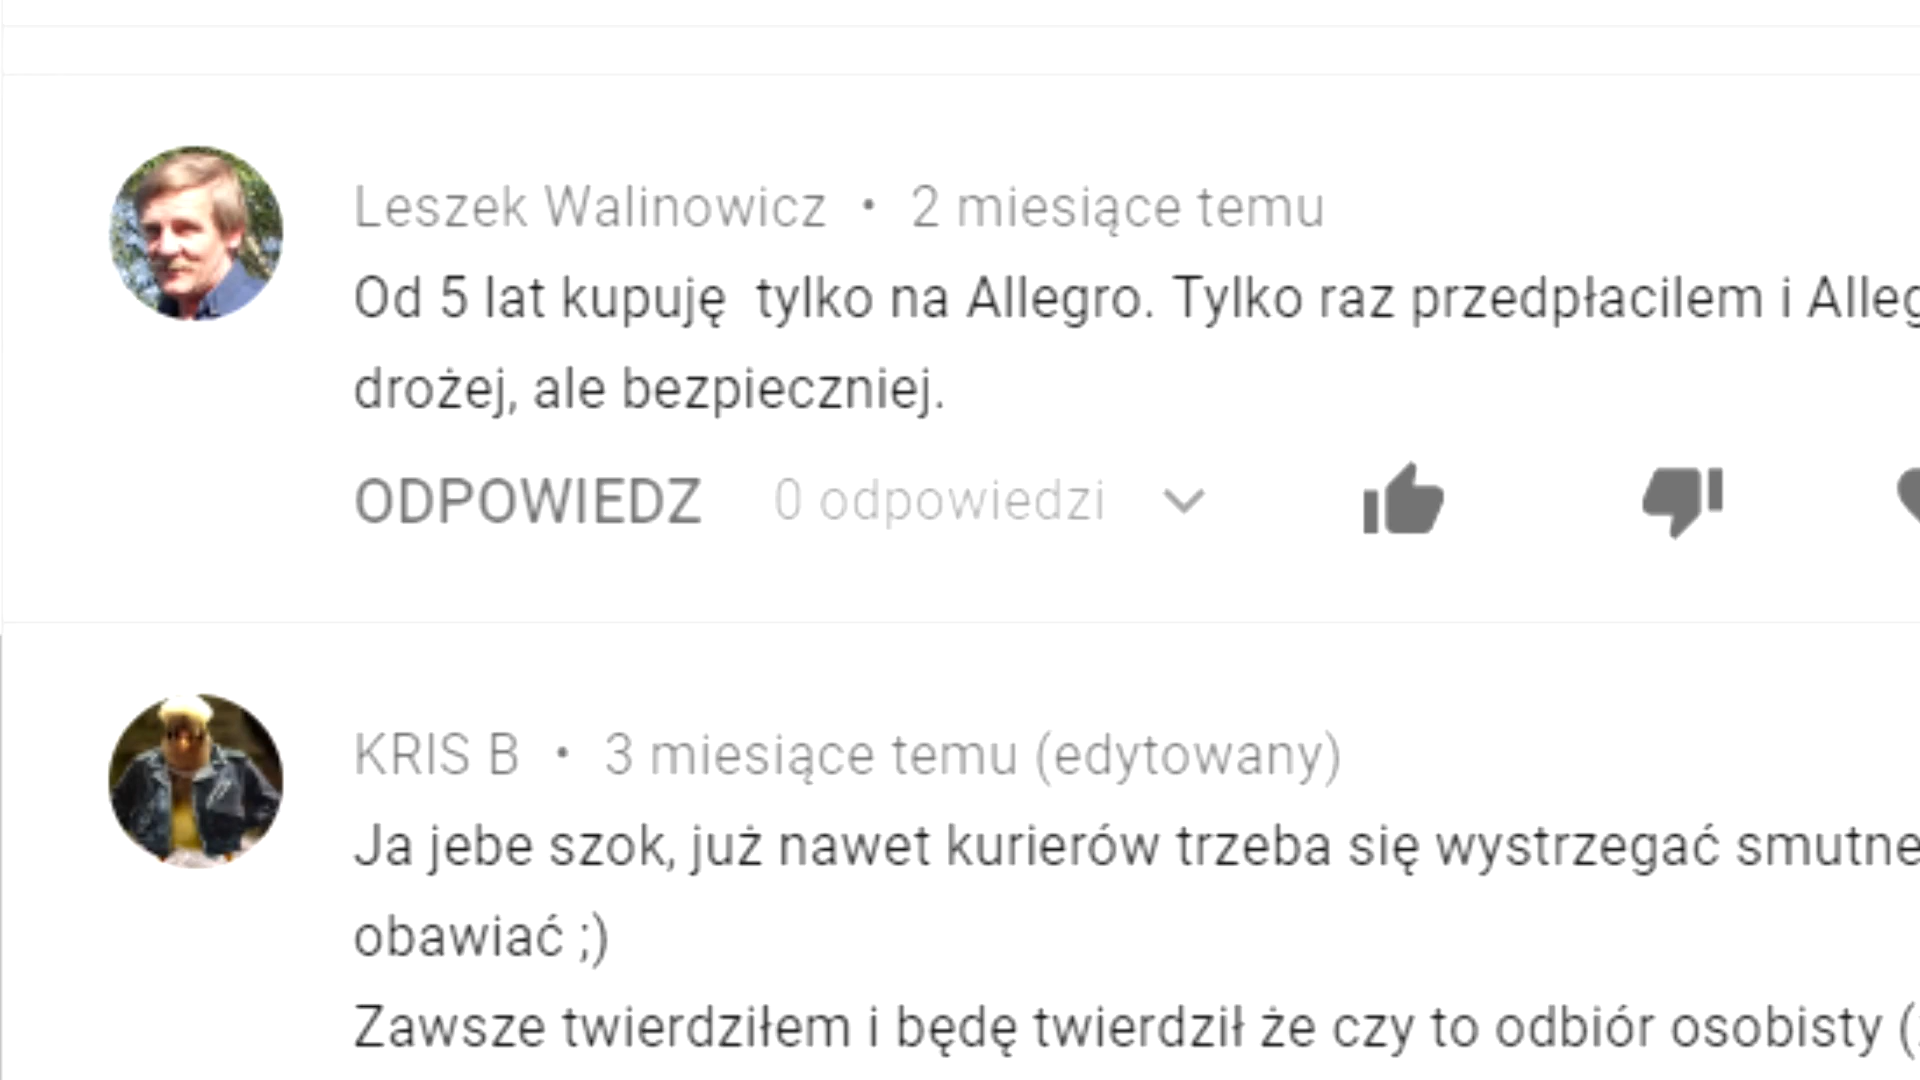 Leszek Walinowicz • 2 miesiące temu
Od 5 lat kupuję  tylko na Allegro. Tylko raz przedpłacilem i
drożej, ale bezpieczniej.
ODPOWIEDZ 0 odpowiedzi
KRIS B • 3 miesiące temu (edytowany)
Ja jebe szok, już nawet kurierów trzeba się wystrzegać
obawiać ;)
Zawsze twierdziłem i będę twierdził że czy to odbiór osobisty (